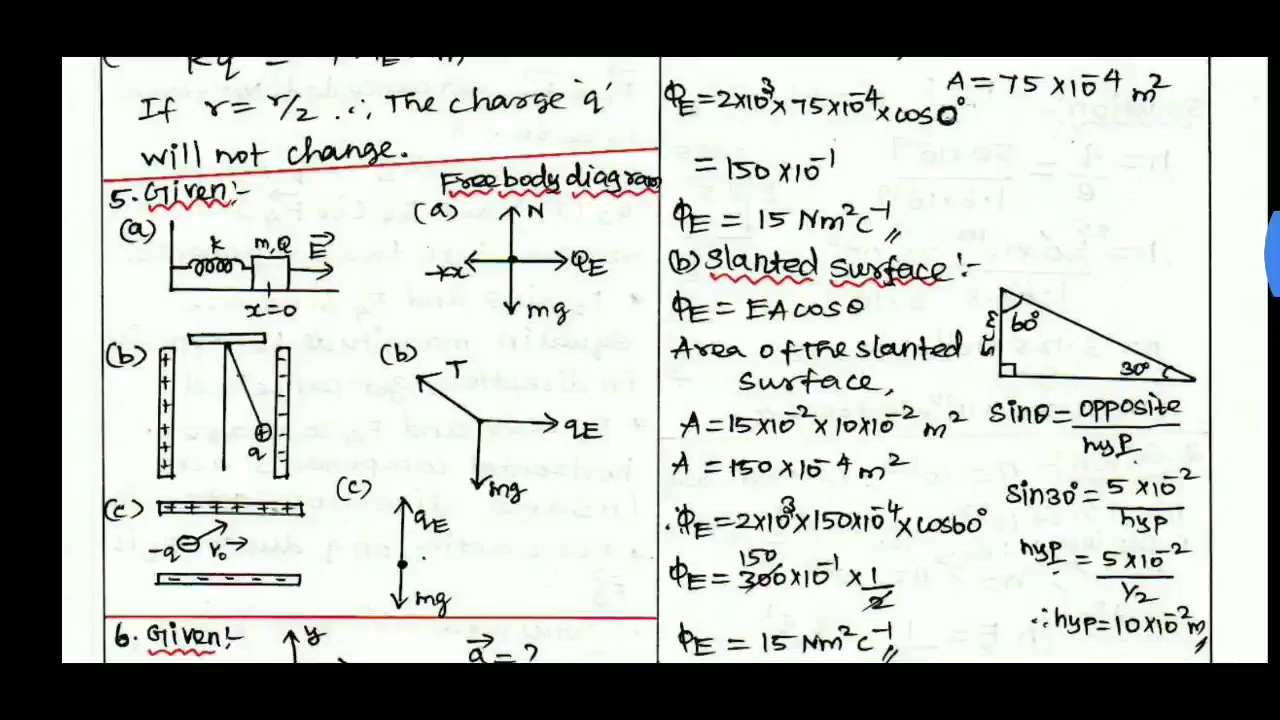 If r = r/2 ∴ The charge q'
will not change.
5. Given:-
Free body diagram
(a)
k
m, Q
E⃗
x=0
(a)
N
-kx
QE
mg
(b)
q
(b)
T
qE
mg
(c)
-q
v₀
(c)
qE
mg
6. Given:-
y
a⃗ = ?
A = 75 × 10⁻⁴ m²
ΦE = 2×10³ × 75×10⁻⁴ × cos 0°
= 150 × 10⁻¹
ΦE = 15 Nm²C⁻¹
(b) Slanted surface:-
ΦE = EA cosθ
Area of the slanted
surface,
A = 15×10⁻² × 10×10⁻² m²
A = 150 × 10⁻⁴ m²
∴ ΦE = 2×10³ × 150×10⁻⁴ × cos60°
150
ΦE = 300 × 10⁻¹ × 1/2
ΦE = 15 Nm²C⁻¹
5cm
60°
30°
sinθ = opposite/hyp.
sin30° = 5×10⁻²/hyp
hyp. = 5×10⁻²/½
∴ hyp = 10×10⁻² m